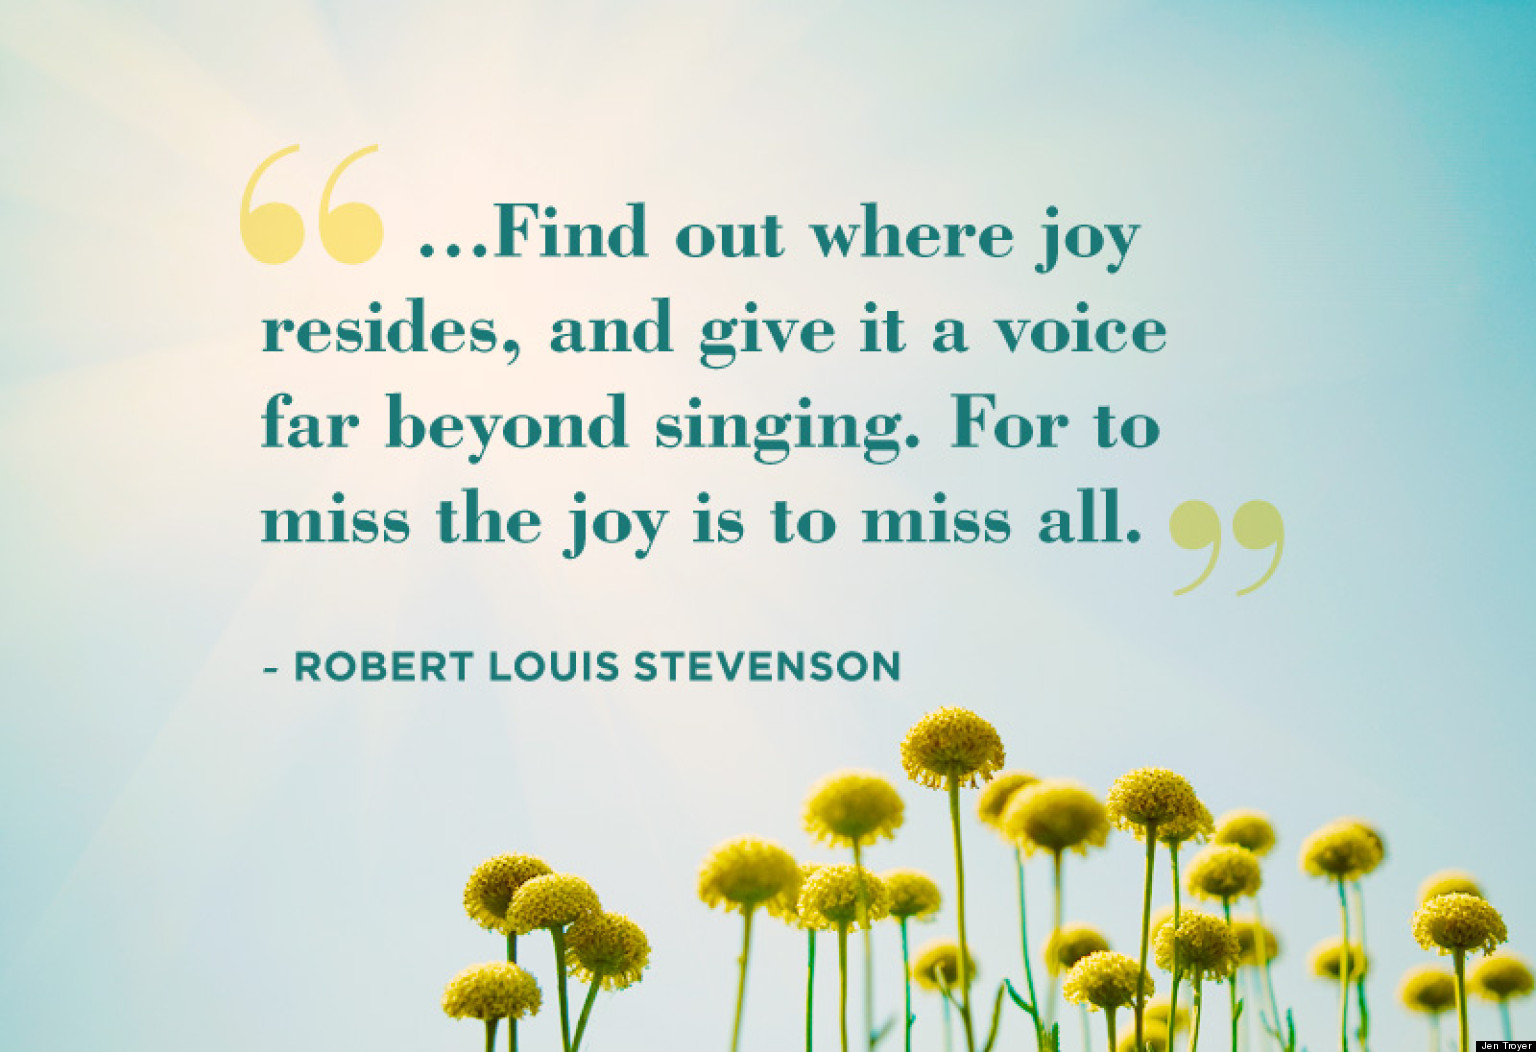 “ ...Find out where joy
resides, and give it a voice
far beyond singing. For to
miss the joy is to miss all. ”
- ROBERT LOUIS STEVENSON
Jen Troyer